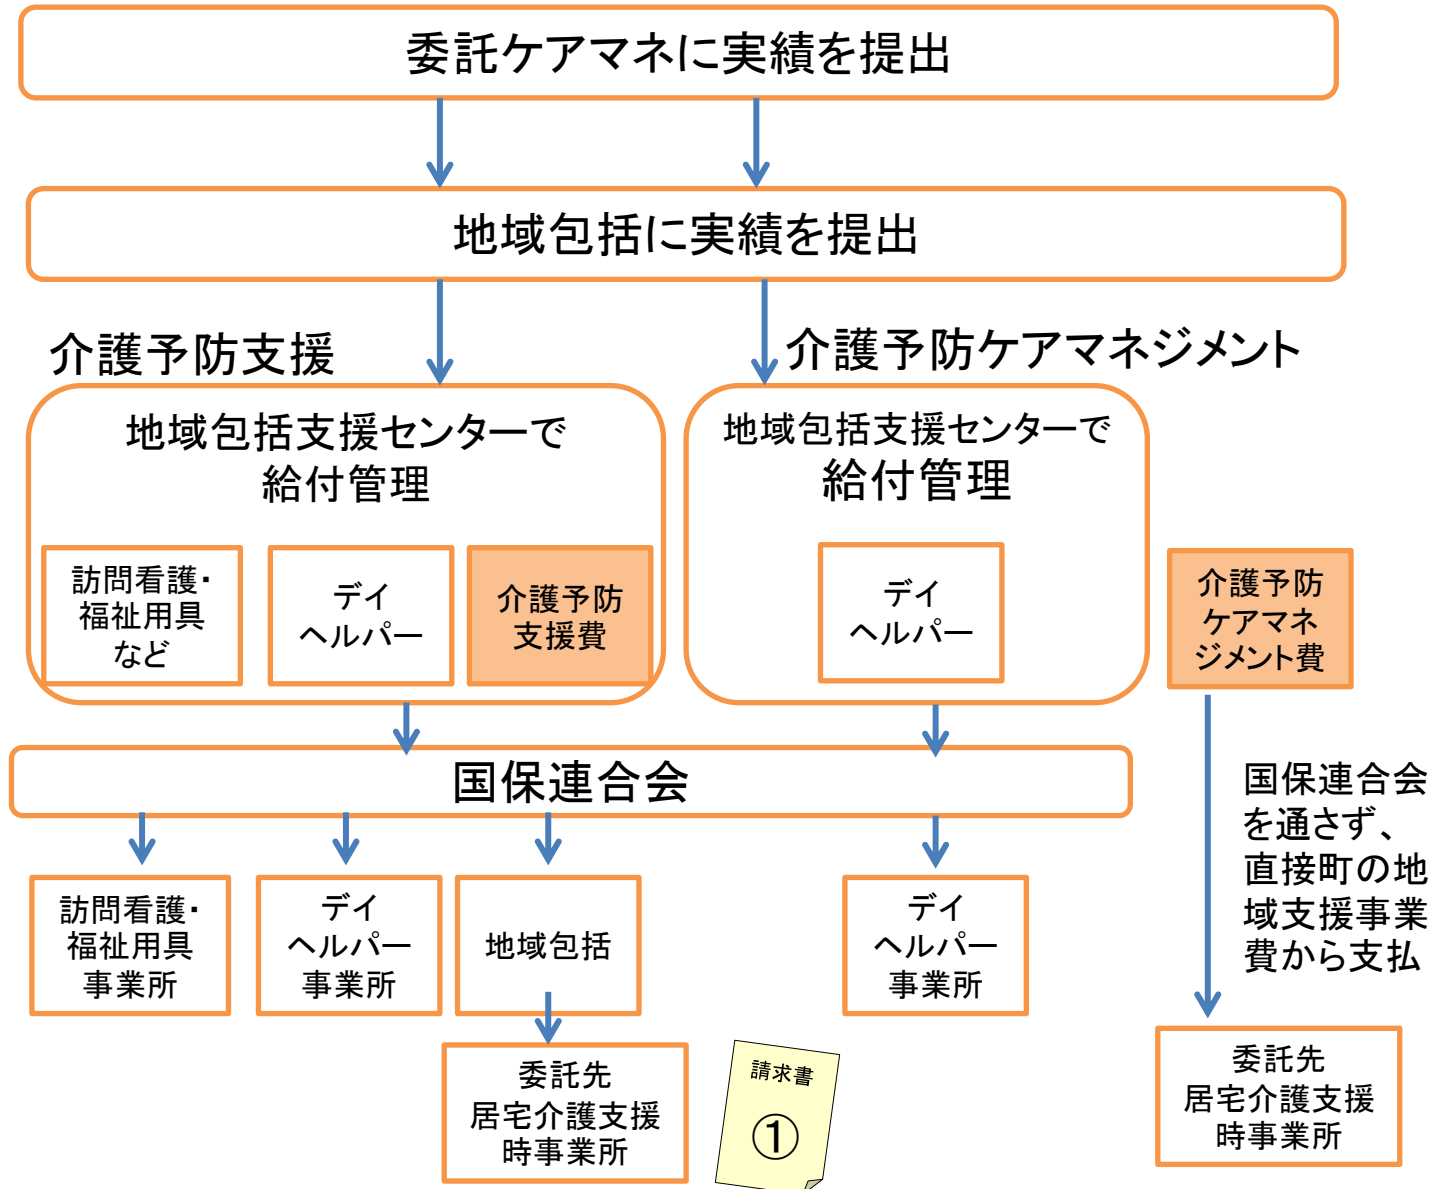 委託ケアマネに実績を提出
地域包括に実績を提出
介護予防支援
介護予防ケアマネジメント
地域包括支援センターで
給付管理
訪問看護・
福祉用具
など
デイ
ヘルパー
介護予防
支援費
地域包括支援センターで
給付管理
デイ
ヘルパー
介護予防
ケアマネ
ジメント費
国保連合会
国保連合会
を通さず、
直接町の地
域支援事業
費から支払
訪問看護・
福祉用具
事業所
デイ
ヘルパー
事業所
地域包括
デイ
ヘルパー
事業所
委託先
居宅介護支援
時事業所
請求書
①
委託先
居宅介護支援
時事業所